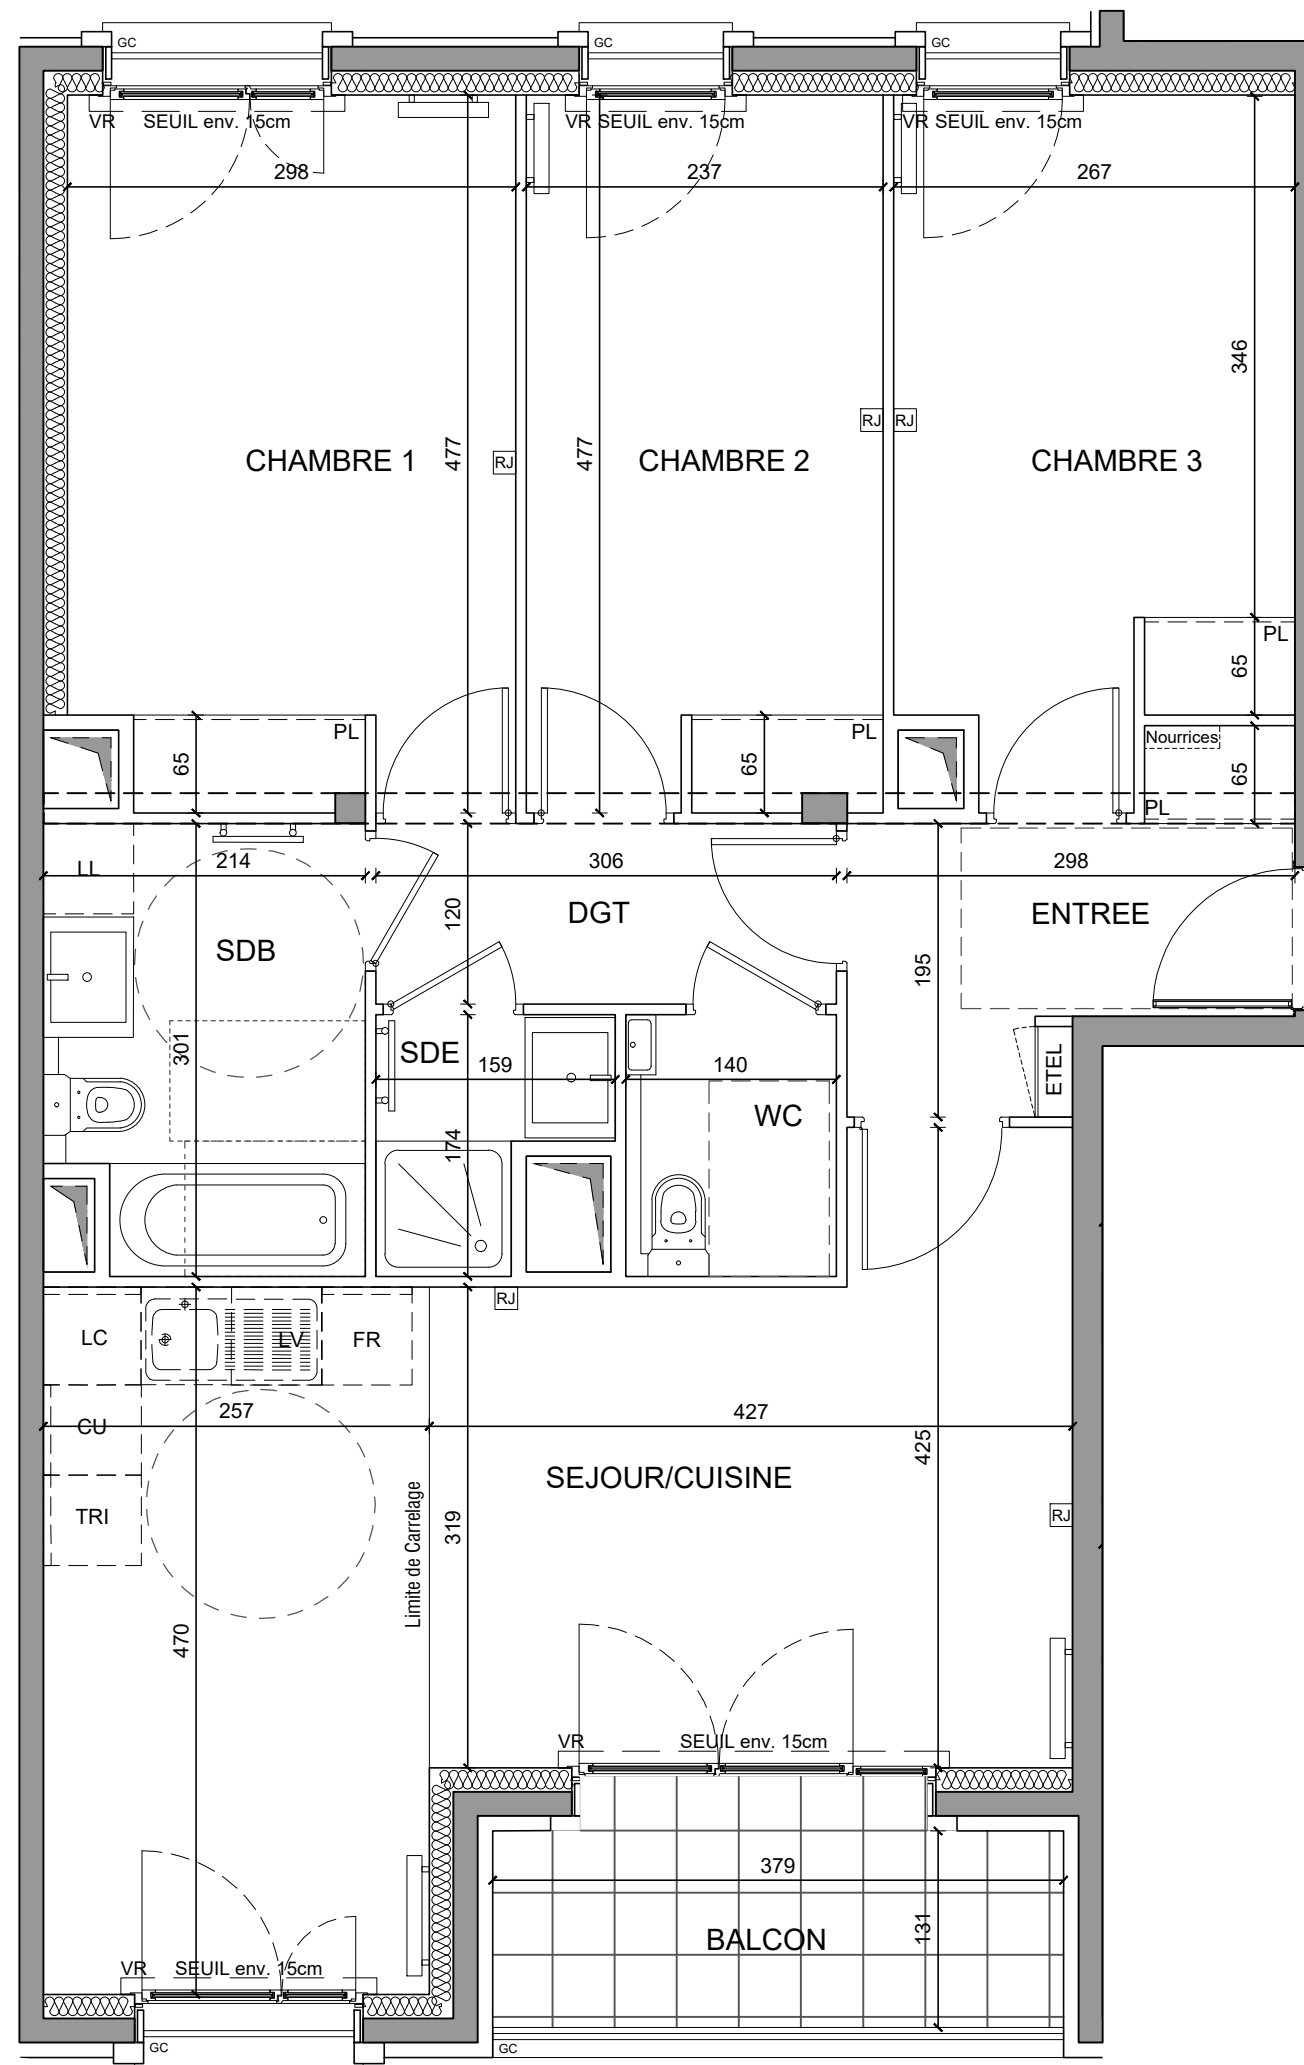 GC GC GC
VR SEUIL env. 15cm VR SEUIL env. 15cm VR SEUIL env. 15cm
298 237 267
346
RJ RJ
CHAMBRE 1 477 RJ 477 CHAMBRE 2 CHAMBRE 3
PL
65
PL PL Nourrices
65 65 65
PL
LL 214 306 298
120 DGT ENTREE
SDB 195
301 SDE 159 140 ETEL
WC
174
RJ
LC LV FR
257 427
CU 425
SEJOUR/CUISINE
TRI RJ
319 Limite de Carrelage
470
VR SEUIL env. 15cm
379
BALCON 131
VR SEUIL env. 15cm
GC GC